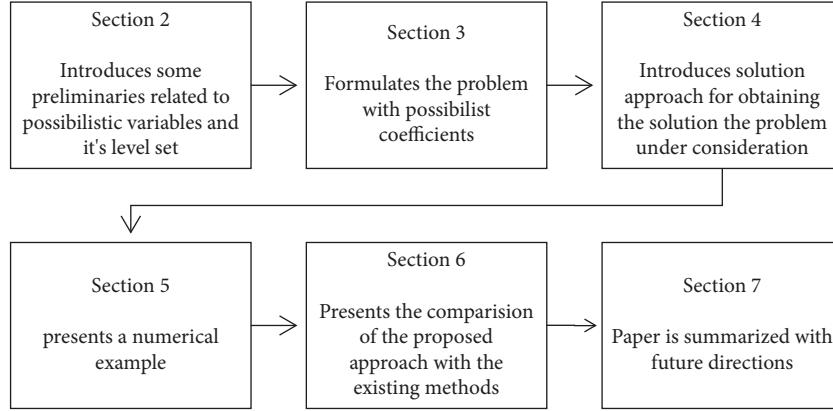 Section 2
Introduces some
preliminaries related to
possibilistic variables and
it's level set
Section 3
Formulates the problem
with possibilist
coefficients
Section 4
Introduces solution
approach for obtaining
the solution the problem
under consideration
Section 5
presents a numerical
example
Section 6
Presents the comparision
of the proposed
approach with the
existing methods
Section 7
Paper is summarized with
future directions